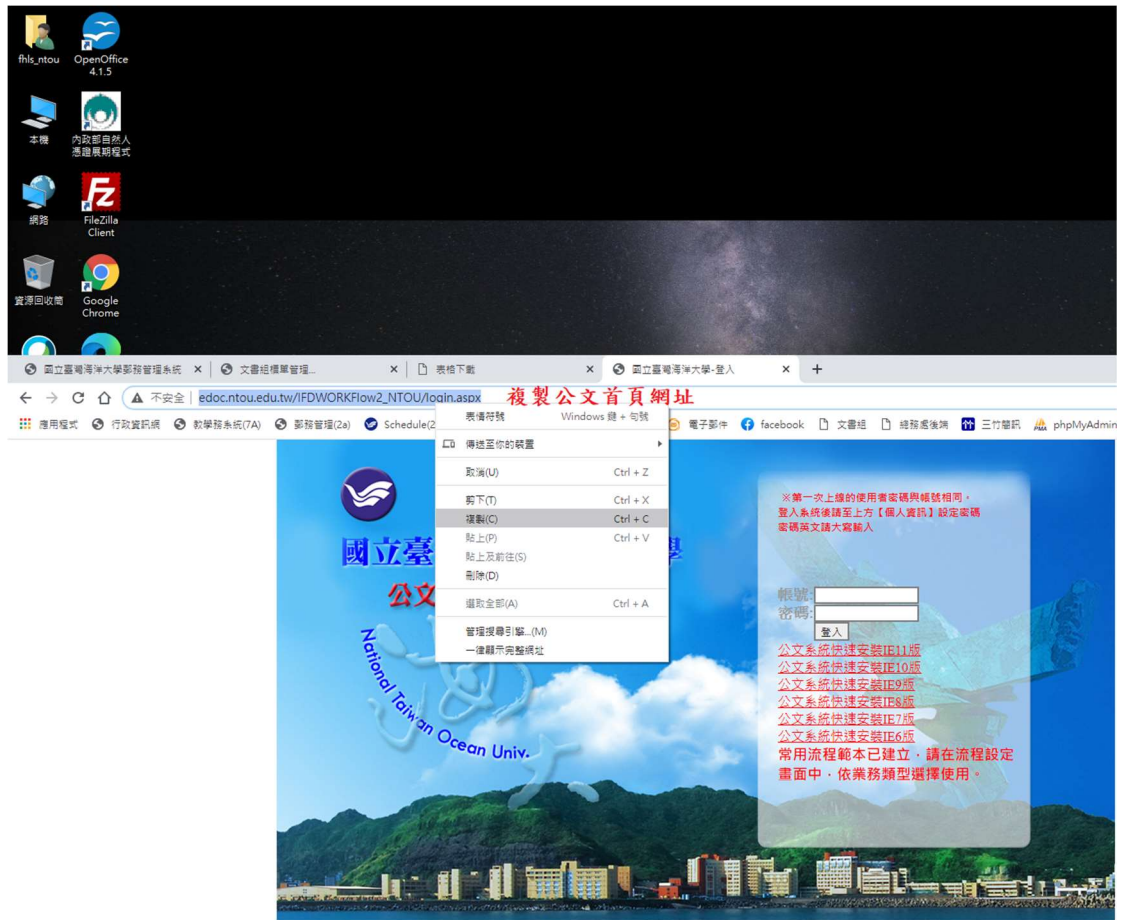 fhls_ntou
OpenOffice
4.1.5
本機
內政部自然人
憑證展期程式
網路
FileZilla
Client
資源回收筒
Google
Chrome
國立臺灣海洋大學郵務管理系統
文書組檔單管理...
表格下載
國立臺灣海洋大學-登入
不安全 | edoc.ntou.edu.tw/IFDWORKFlow2_NTOU/login.aspx
複製公文首頁網址
應用程式
行政資訊網
教學務系統(7A)
郵務管理(2a)
Schedule(2
電子郵件
facebook
文書組
總務處後端
三竹簡訊
phpMyAdmin
表情符號 Windows 鍵 + 句號
傳送至你的裝置
取消(U) Ctrl + Z
剪下(T) Ctrl + X
複製(C) Ctrl + C
貼上(P) Ctrl + V
貼上及前往(S)
刪除(D)
選取全部(A) Ctrl + A
管理搜尋引擎...(M)
一律顯示完整網址
國立臺
學
公文
National Taiwan Ocean Univ.
※第一次上線的使用者密碼與帳號相同，
登入系統後請至上方【個人資訊】設定密碼
密碼英文請大寫輸入
帳號:
密碼:
登入
公文系統快速安裝IE11版
公文系統快速安裝IE10版
公文系統快速安裝IE9版
公文系統快速安裝IE8版
公文系統快速安裝IE7版
公文系統快速安裝IE6版
常用流程範本已建立，請在流程設定
畫面中，依業務類型選擇使用。